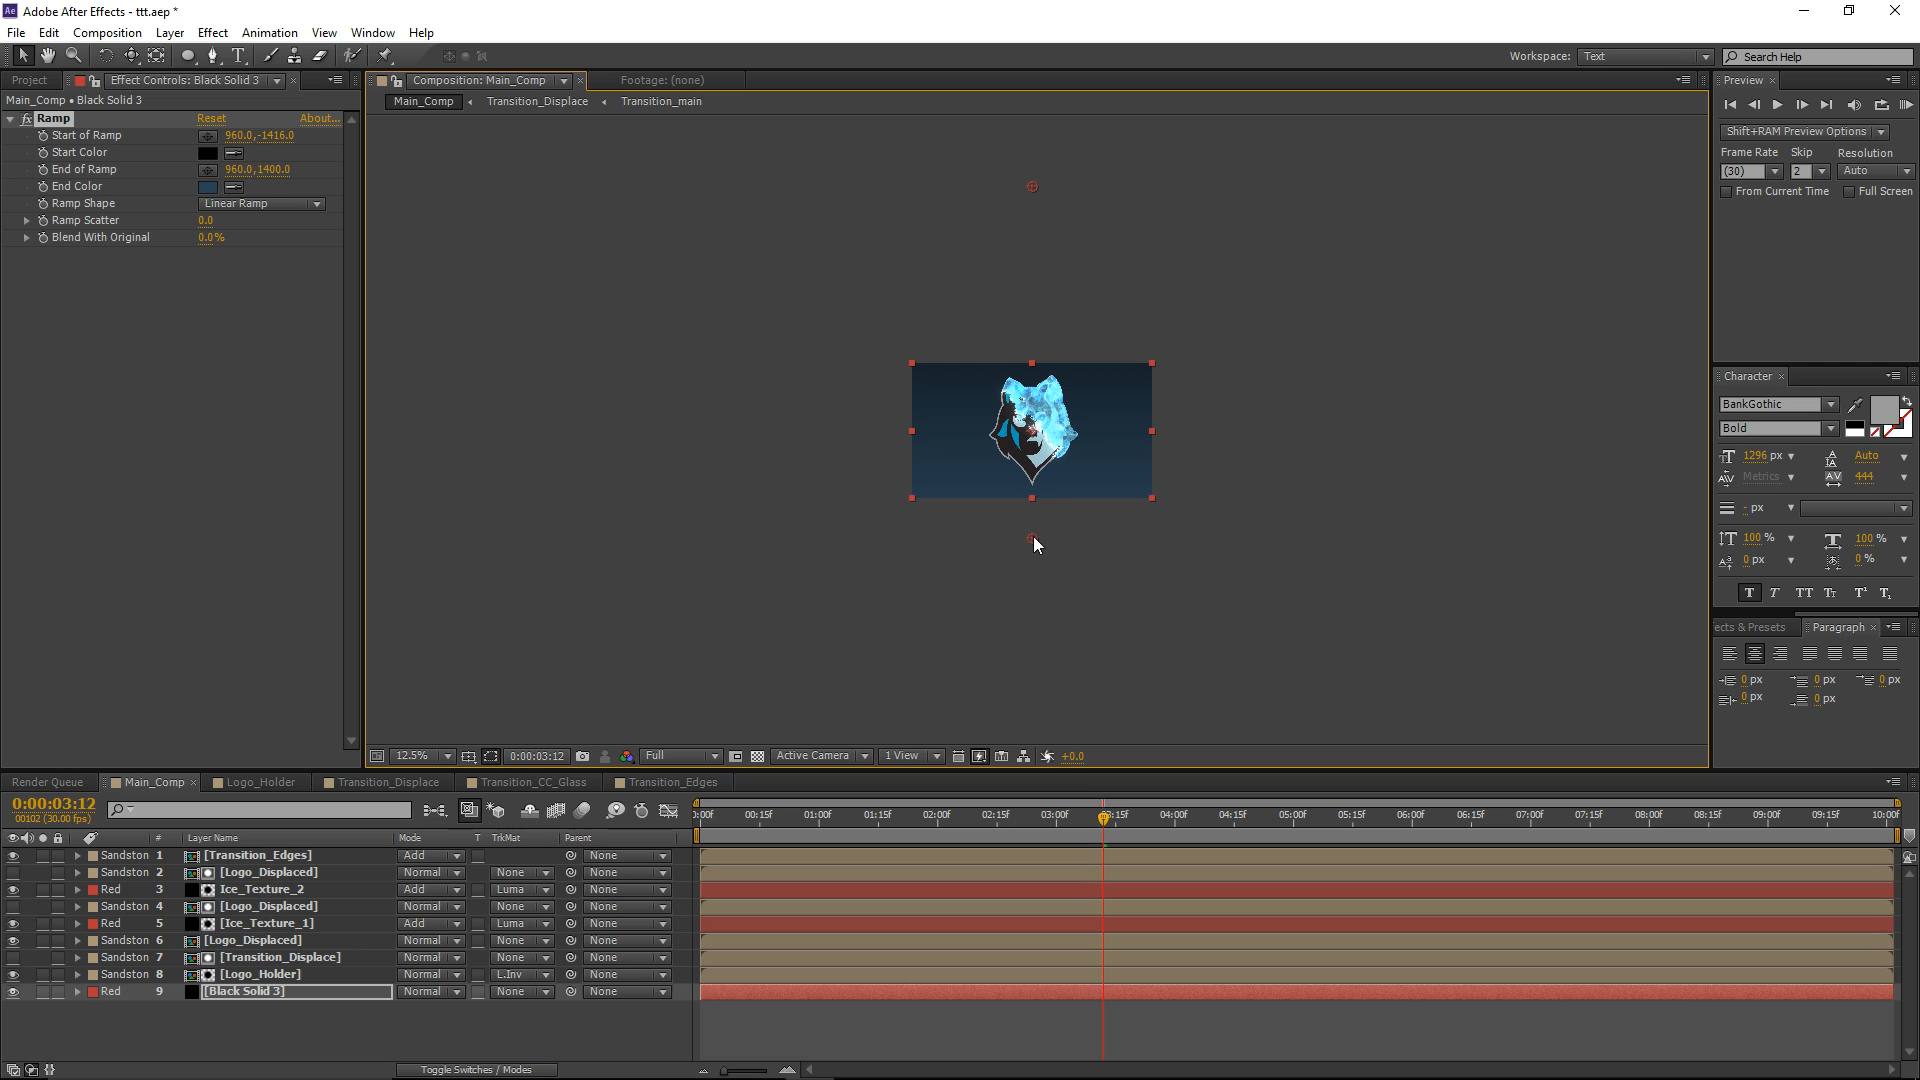 Adobe After Effects - ttt.aep *
File Edit Composition Layer Effect Animation View Window Help
Workspace: Text Search Help
Project Effect Controls: Black Solid 3
Main_Comp • Black Solid 3
Ramp Reset About...
Start of Ramp 960.0,-1416.0
Start Color
End of Ramp 960.0,1400.0
End Color
Ramp Shape Linear Ramp
Ramp Scatter 0.0
Blend With Original 0.0%
Composition: Main_Comp Footage: (none)
Main_Comp Transition_Displace Transition_main
12.5% 0:00:03:12 Full Active Camera 1 View +0.0
Preview
Shift+RAM Preview Options
Frame Rate Skip Resolution
(30) 2 Auto
From Current Time Full Screen
Character
BankGothic
Bold
1296 px Auto
Metrics 444
- px
100 % 100 %
0 px 0 %
T T TT Tt T¹ T₁
ects & Presets Paragraph
0 px 0 px 0 px
0 px 0 px
Render Queue Main_Comp Logo_Holder Transition_Displace Transition_CC_Glass Transition_Edges
0:00:03:12
00102 (30.00 fps)
0:00f 00:15f 01:00f 01:15f 02:00f 02:15f 03:00f 3:15f 04:00f 04:15f 05:00f 05:15f 06:00f 06:15f 07:00f 07:15f 08:00f 08:15f 09:00f 09:15f 10:00f
# Layer Name Mode T TrkMat Parent
Sandston 1 [Transition_Edges] Add None
Sandston 2 [Logo_Displaced] Normal None None
Red 3 Ice_Texture_2 Add Luma None
Sandston 4 [Logo_Displaced] Normal None None
Red 5 [Ice_Texture_1] Add Luma None
Sandston 6 [Logo_Displaced] Normal None None
Sandston 7 [Transition_Displace] Normal None None
Sandston 8 [Logo_Holder] Normal L.Inv None
Red 9 [Black Solid 3] Normal None None
Toggle Switches / Modes